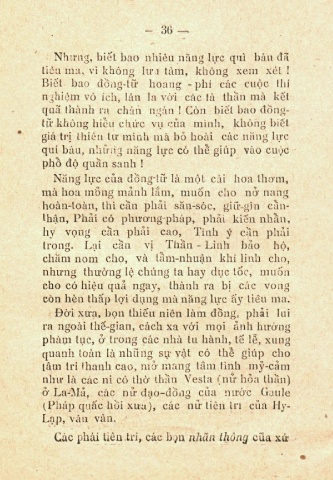 — 36 —
Nhưng, biết bao nhiêu năng lực quí báu đã
tiêu ma, vì không lưu tâm, không xem xét !
Biết bao đồng-tử hoang - phí các cuộc thí
nghiệm vô ích, lân la với các tà thần mà kết
quả thành ra chán ngán ! Còn biết bao đồng-
tử không hiểu chức vụ của mình, không biết
giá trị thiên tư mình mà bỏ hoài các năng lực
quí báu, những năng lực có thể giúp vào cuộc
phổ độ quần sanh !
Năng lực của đồng-tử là một cái hoa thơm,
mà hoa mỏng mảnh lắm, muốn cho nở nang
hoàn-toàn, thì cần phải săn-sóc, giữ-gìn cẩn-
thận, Phải có phương-pháp, phải kiên nhẫn,
hy vọng cần phải cao, Tình ý cần phải
trong. Lại cần vị Thần - Linh bảo hộ,
chăm nom cho, và tầm-nhuận khí linh cho,
nhưng thường lệ chúng ta hay dục tốc, muốn
cho có hiệu quả ngay, thành ra bị các vong
còn hèn thấp lợi dụng mà năng lực ấy tiêu ma.
Đời xưa, bọn thiếu niên làm đồng, phải lui
ra ngoài thế-gian, cách xa với mọi ảnh hưởng
phàm tục, ở trong các nhà tu hành, tế lễ, xung
quanh toàn là những sự vật có thể giúp cho
tâm trí thanh cao, mở mang tâm tính mỹ-cảm
như là các ni cô thờ thần Vesta (nữ hỏa thần)
ở La-Mã, các nữ đạo-đồng của nước Gaule
(Pháp quấc hồi xưa), các nữ tiên tri của Hy-
Lạp, vân vân.
Các phái tiên tri, các bọn nhãn thông của xứ